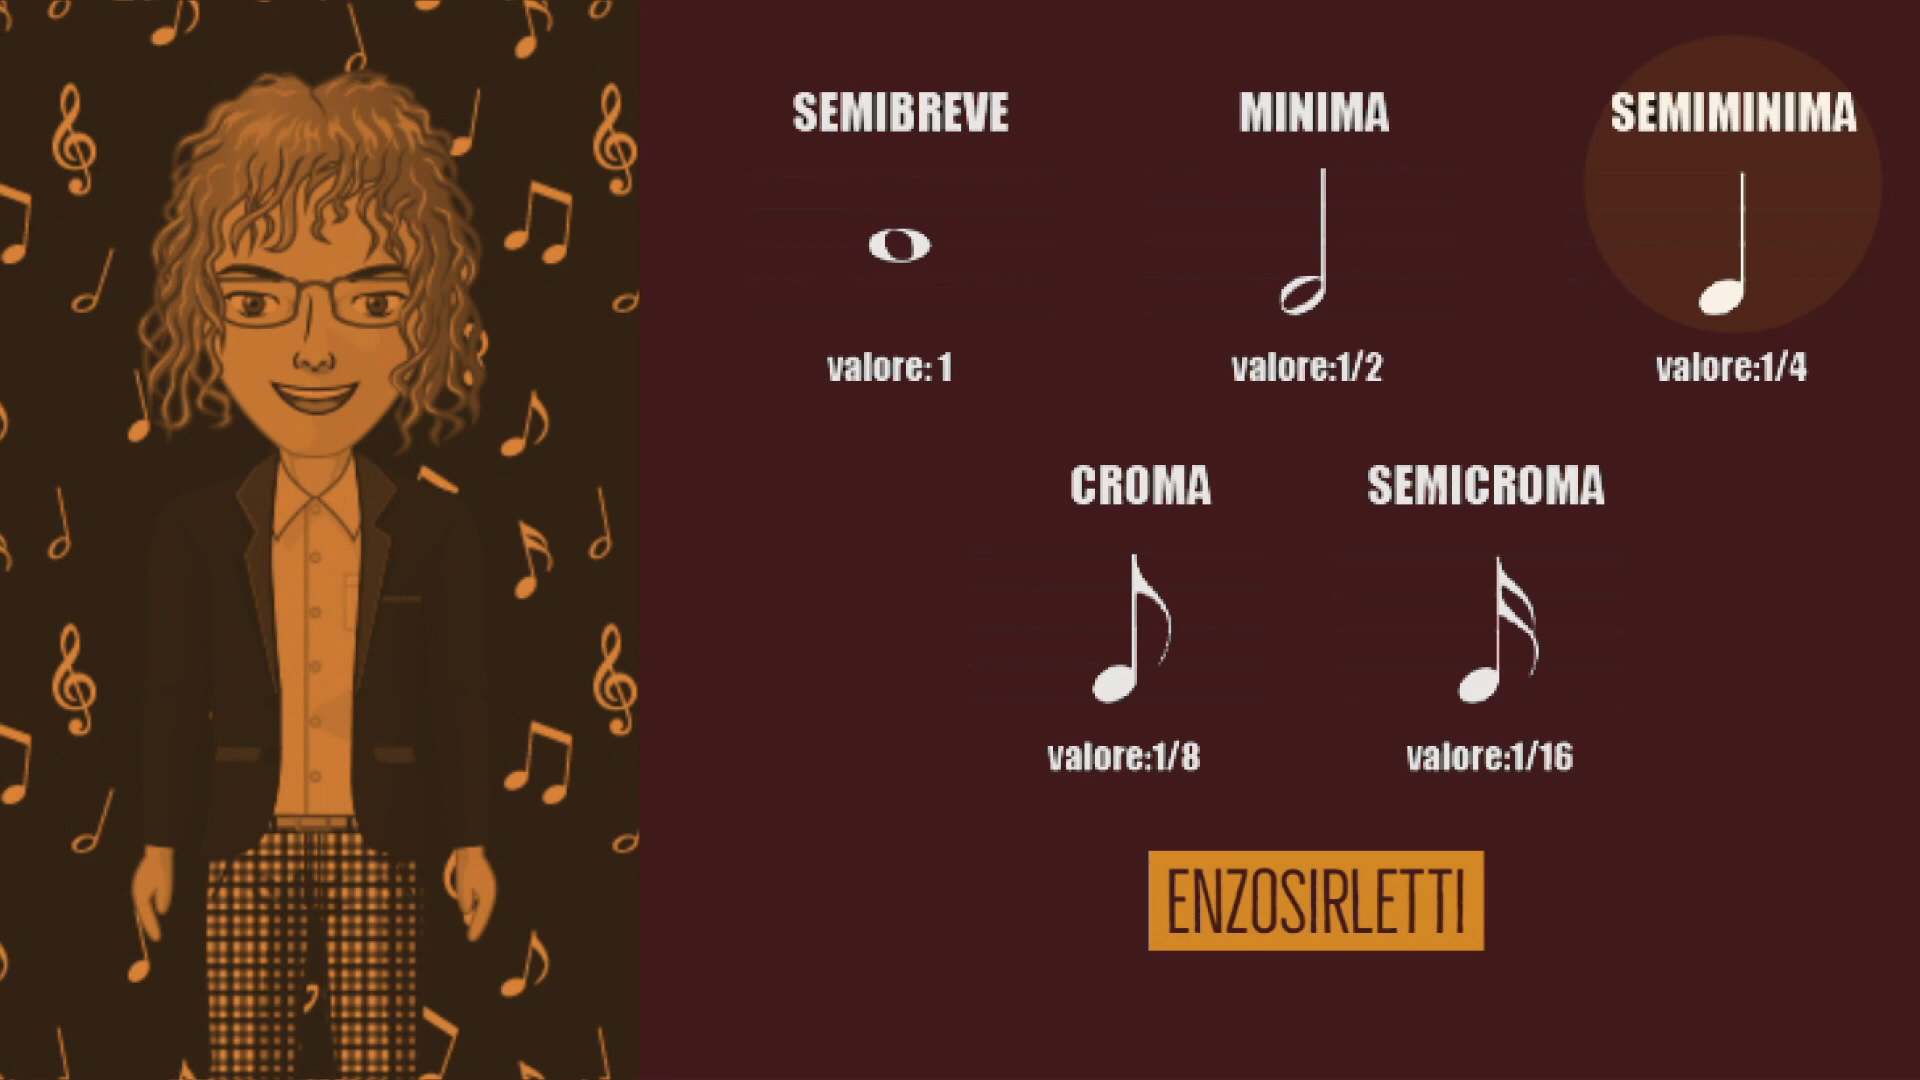 SEMIBREVE
MINIMA
SEMIMINIMA
valore: 1
valore:1/2
valore:1/4
CROMA
SEMICROMA
valore:1/8
valore:1/16
ENZOSIRLETTI